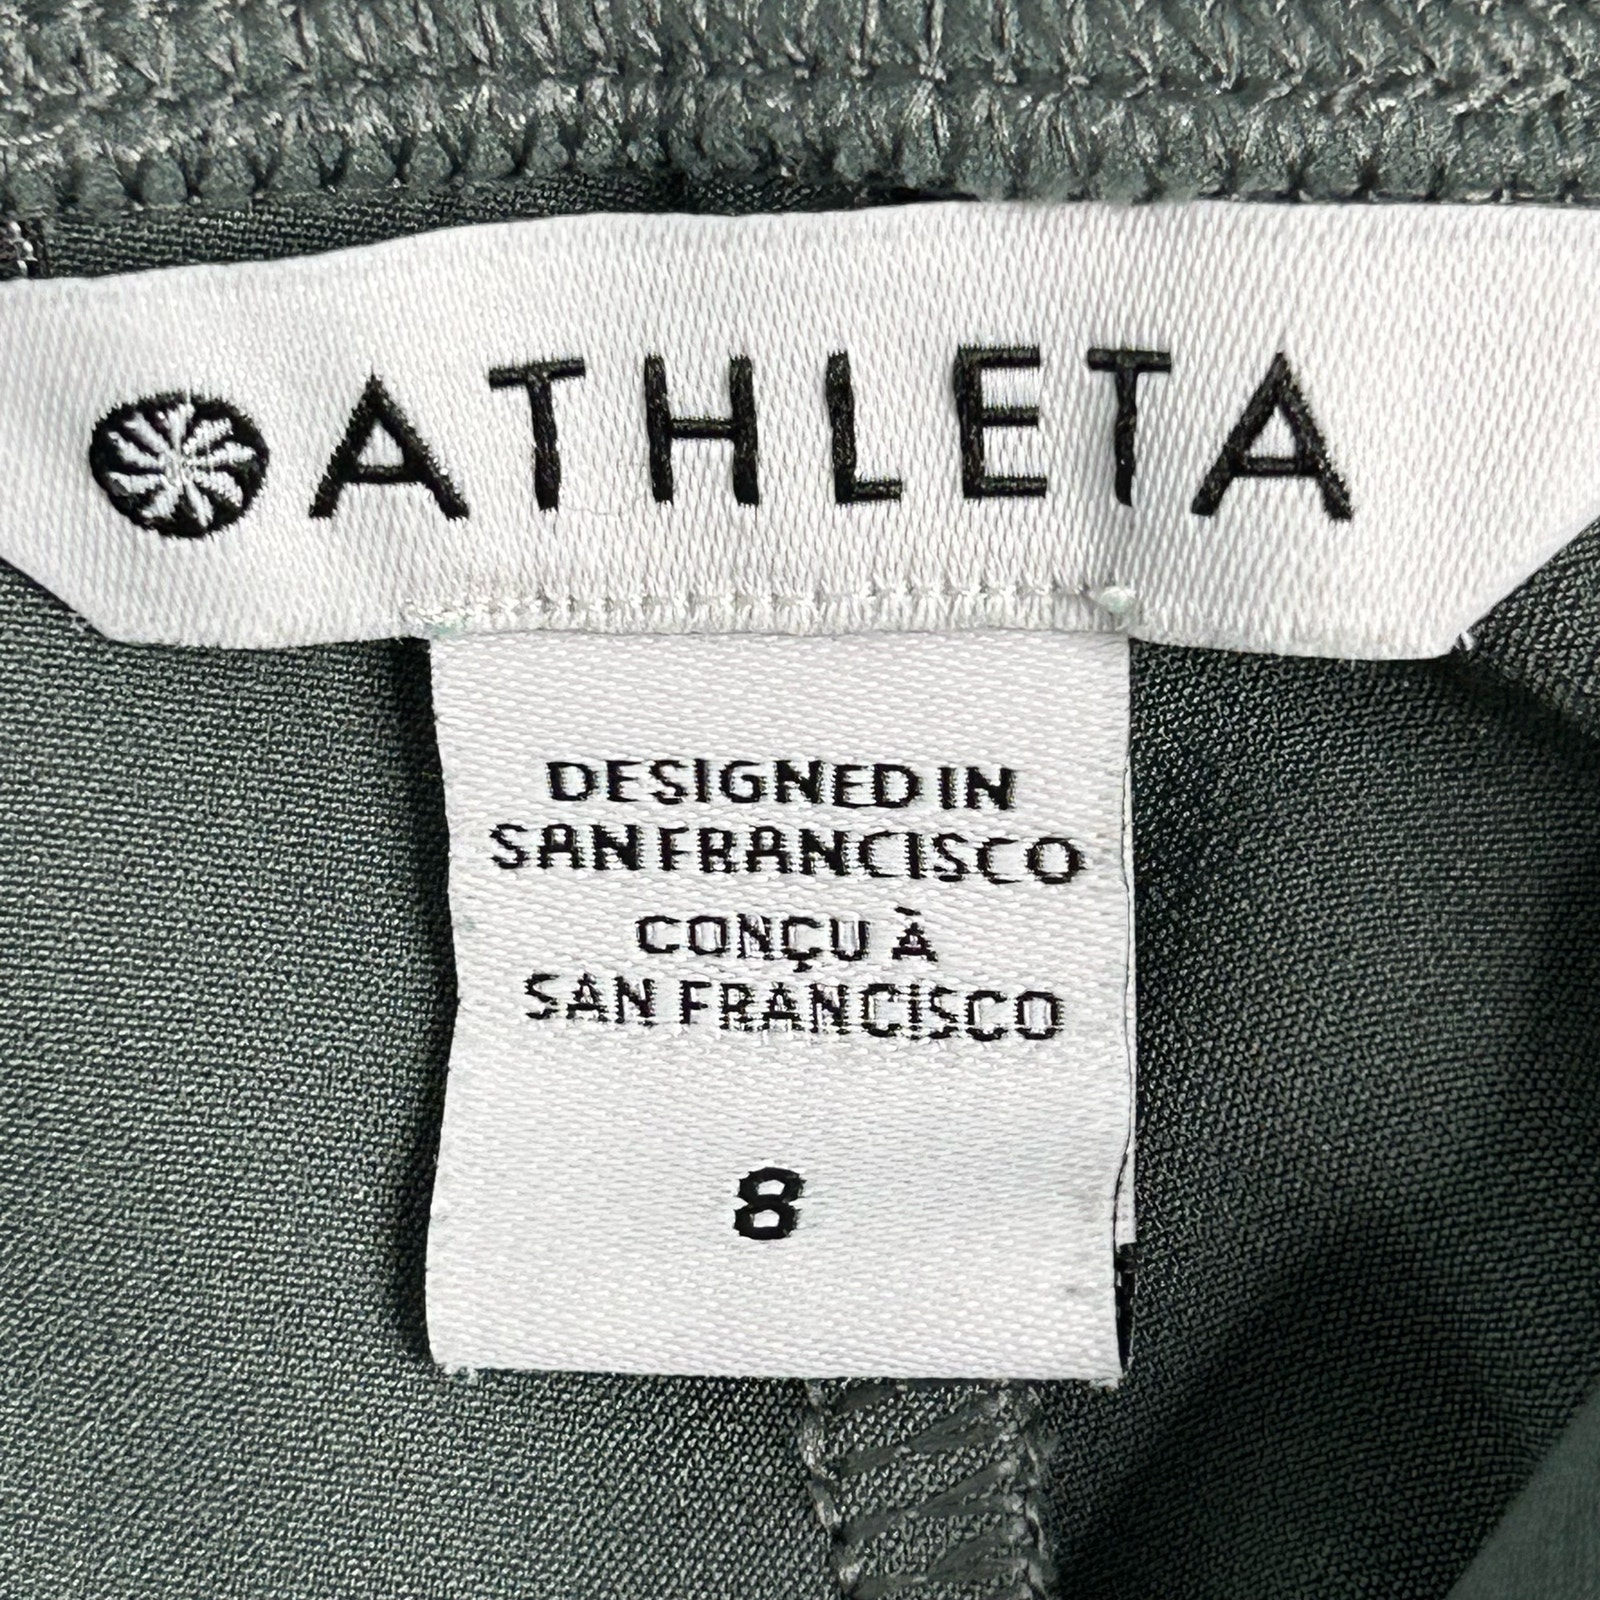 ATHLETA
DESIGNED IN
SAN FRANCISCO
CONÇU À
SAN FRANCISCO
8